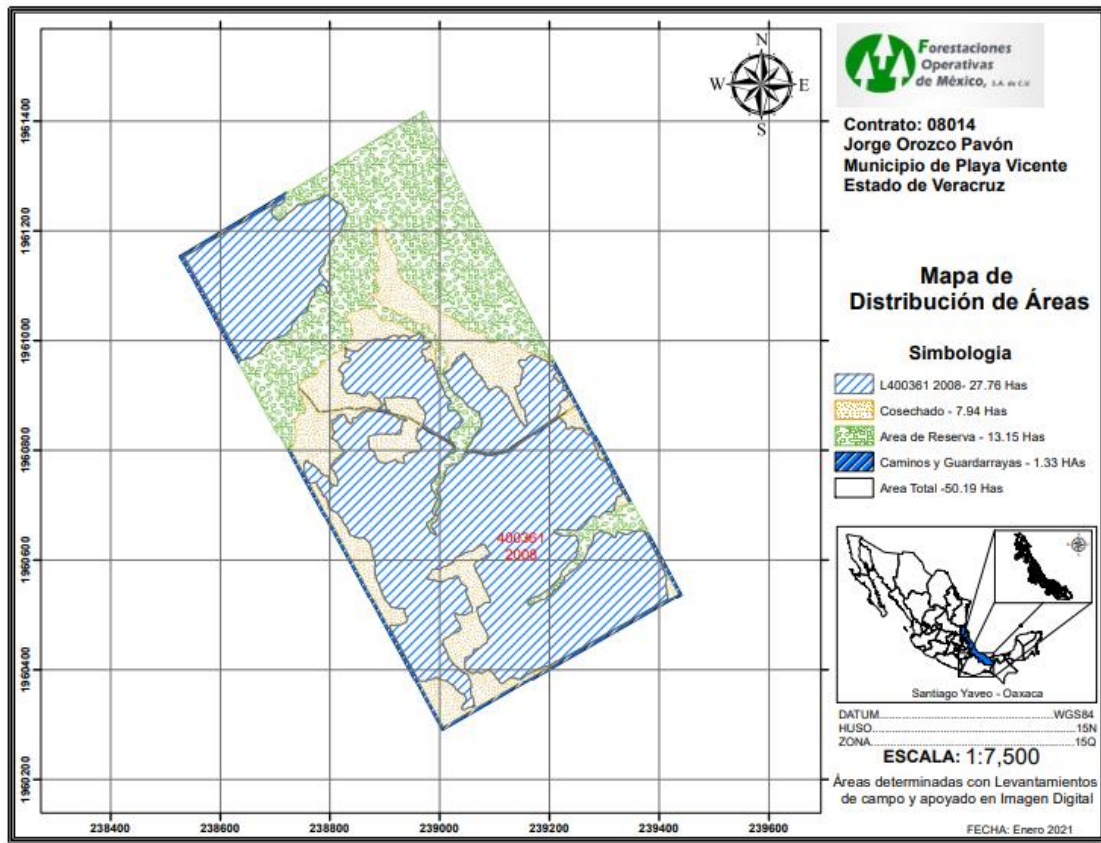 Forestaciones
Operativas
de México, S.A. de C.V.
Contrato: 08014
Jorge Orozco Pavón
Municipio de Playa Vicente
Estado de Veracruz
Mapa de
Distribución de Áreas
Simbologia
L400361 2008- 27.76 Has
Cosechado - 7.94 Has
Area de Reserva - 13.15 Has
Caminos y Guardarrayas - 1.33 HAs
Area Total -50.19 Has
N
W E
S
1961400
1961200
1961000
1960800
1960600
1960400
1960200
400361
2008
238400 238600 238800 239000 239200 239400 239600
Santiago Yaveo - Oaxaca
DATUM..........WGS84
HUSO..........15N
ZONA..........15Q
ESCALA: 1:7,500
Áreas determinadas con Levantamientos
de campo y apoyado en Imagen Digital
FECHA: Enero 2021